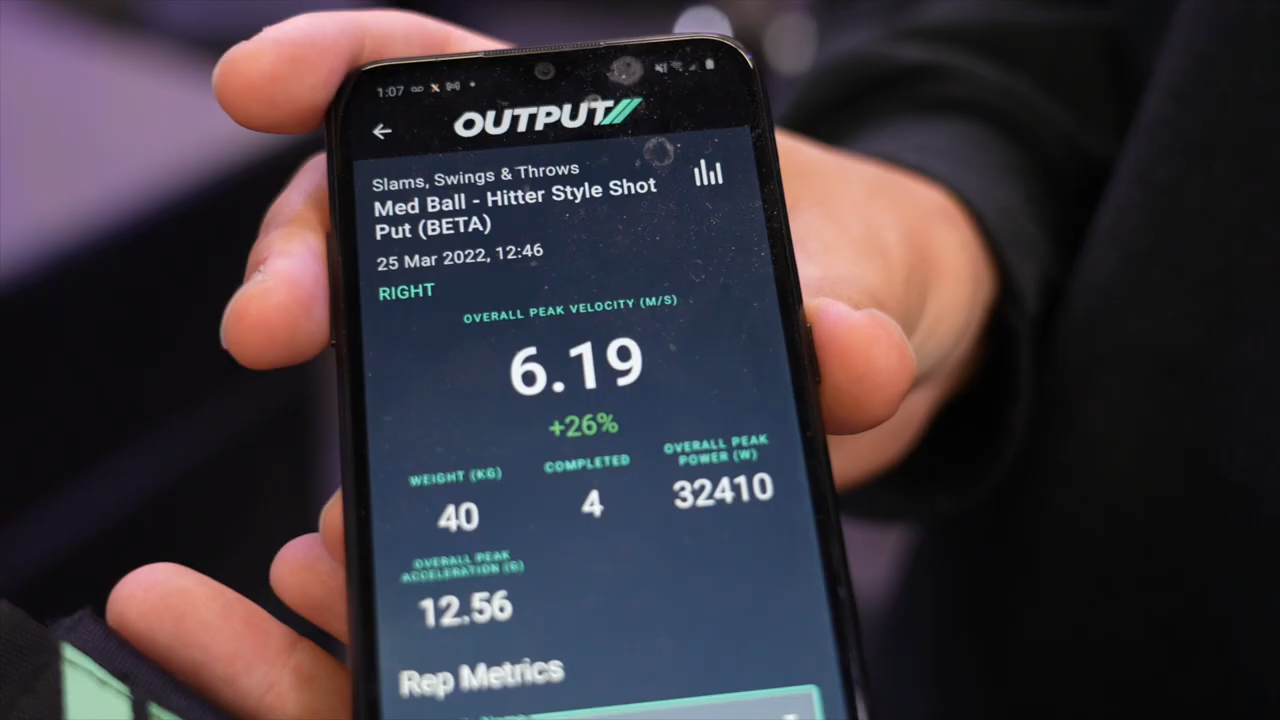 1:07
OUTPUT
Slams, Swings & Throws
Med Ball - Hitter Style Shot
Put (BETA)
25 Mar 2022, 12:46
RIGHT
OVERALL PEAK VELOCITY (M/S)
6.19
+26%
WEIGHT (KG)
40
COMPLETED
4
OVERALL PEAK
POWER (W)
32410
OVERALL PEAK
ACCELERATION (G)
12.56
Rep Metrics